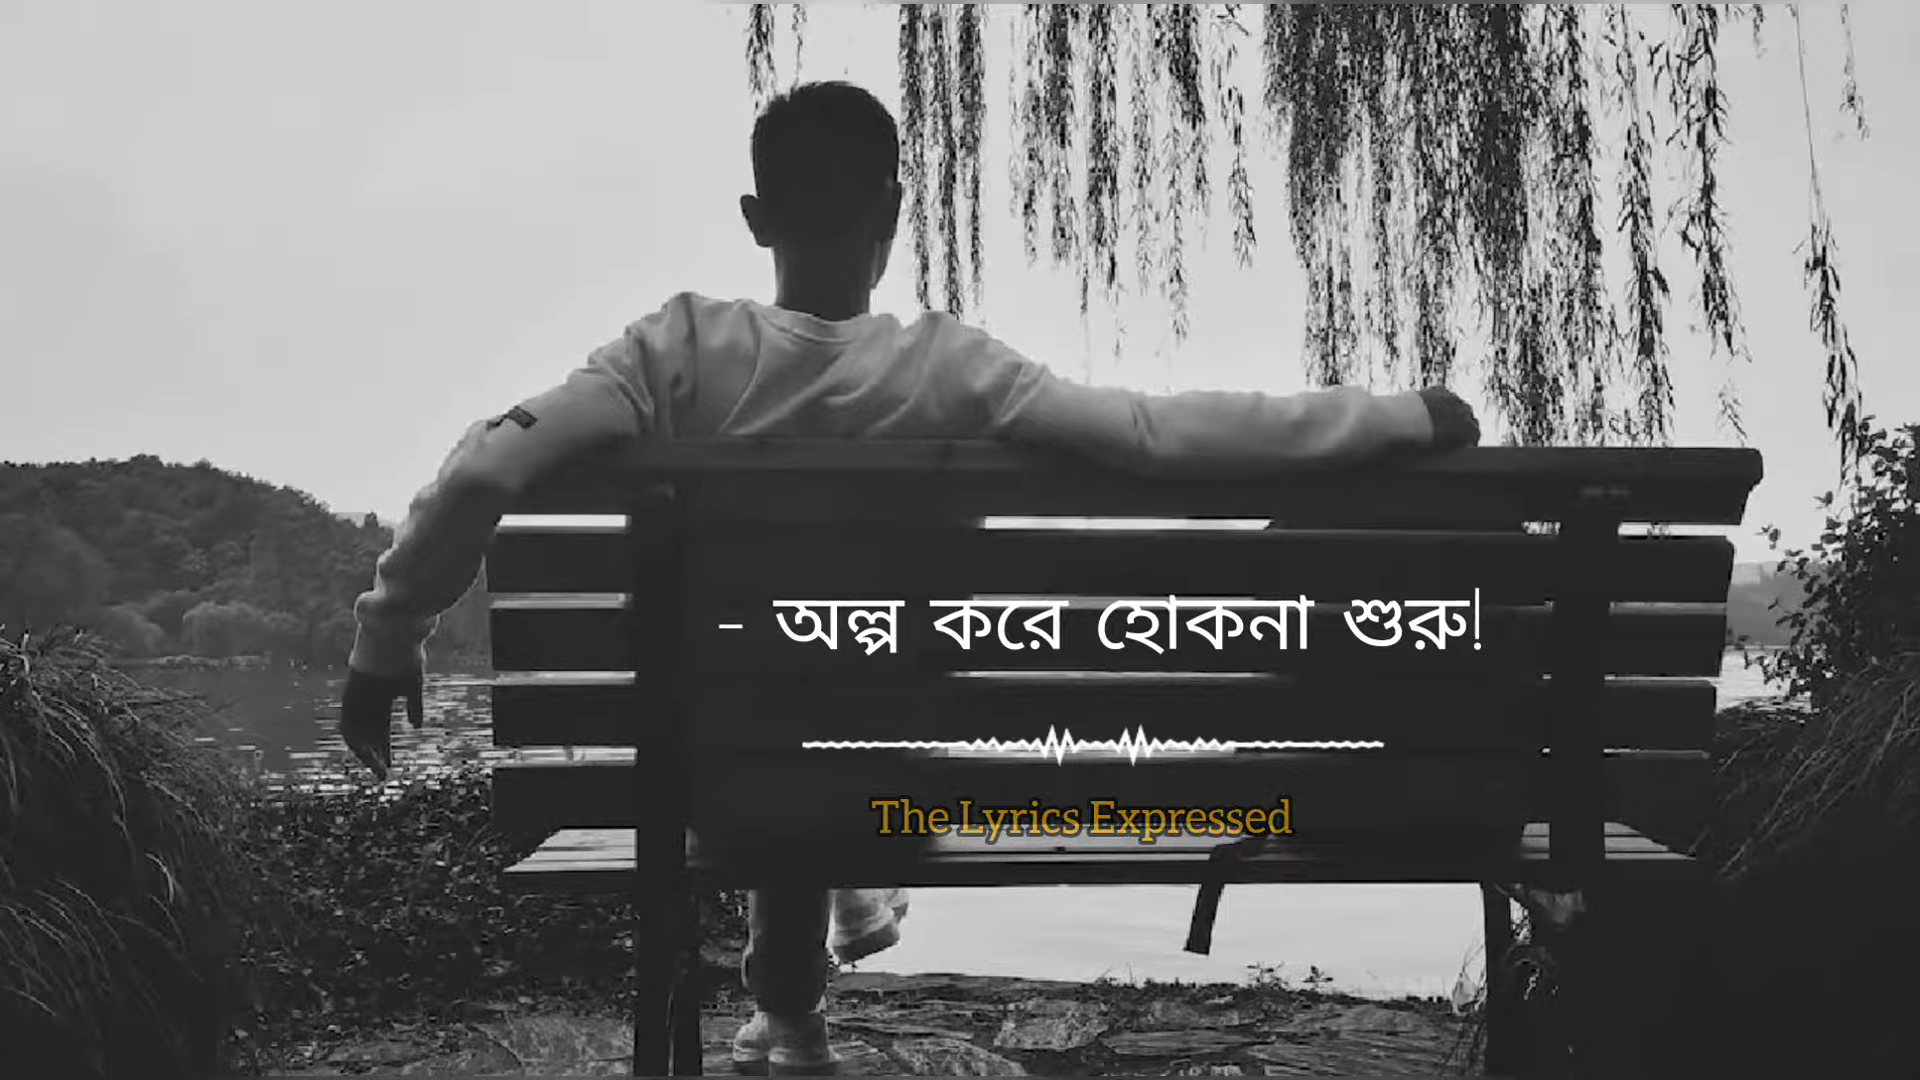 - অল্প করে হোকনা শুরু!
The Lyrics Expressed